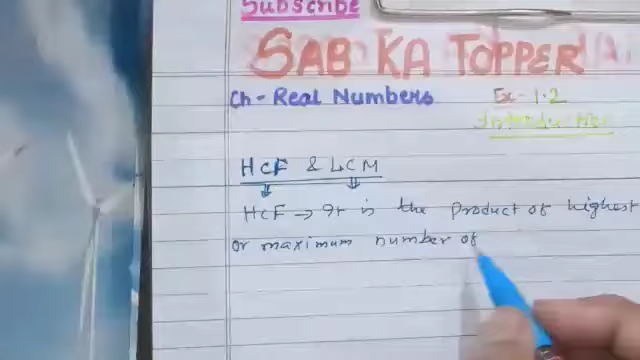 Subscribe
SAB KA TOPPER
Ch - Real Numbers Ex - 1.2
HCF & LCM
HCF → It is the product of highest
or maximum number of